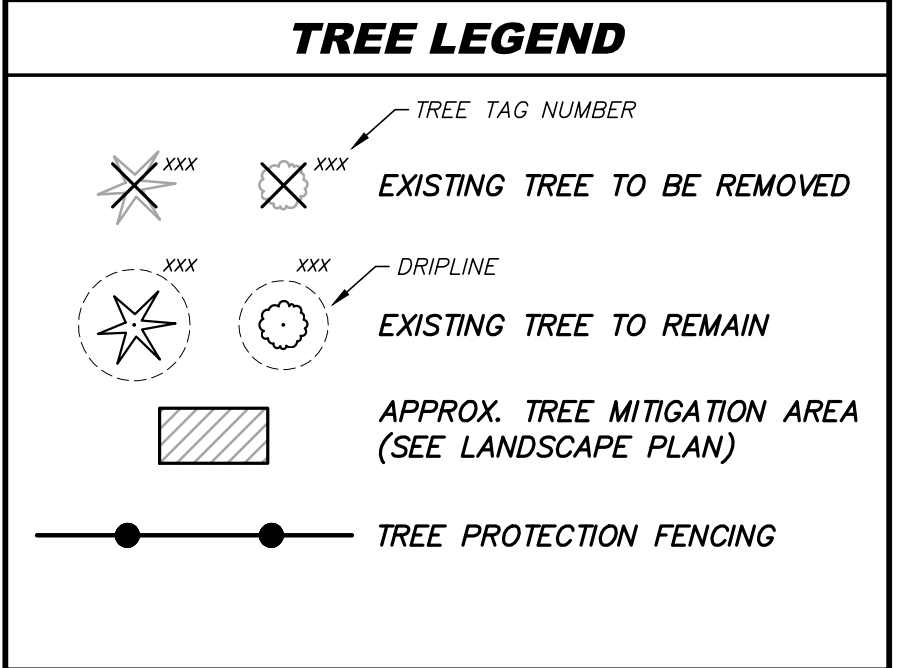 TREE LEGEND
TREE TAG NUMBER
XXX XXX
EXISTING TREE TO BE REMOVED
XXX XXX
DRIPLINE
EXISTING TREE TO REMAIN
APPROX. TREE MITIGATION AREA
(SEE LANDSCAPE PLAN)
TREE PROTECTION FENCING